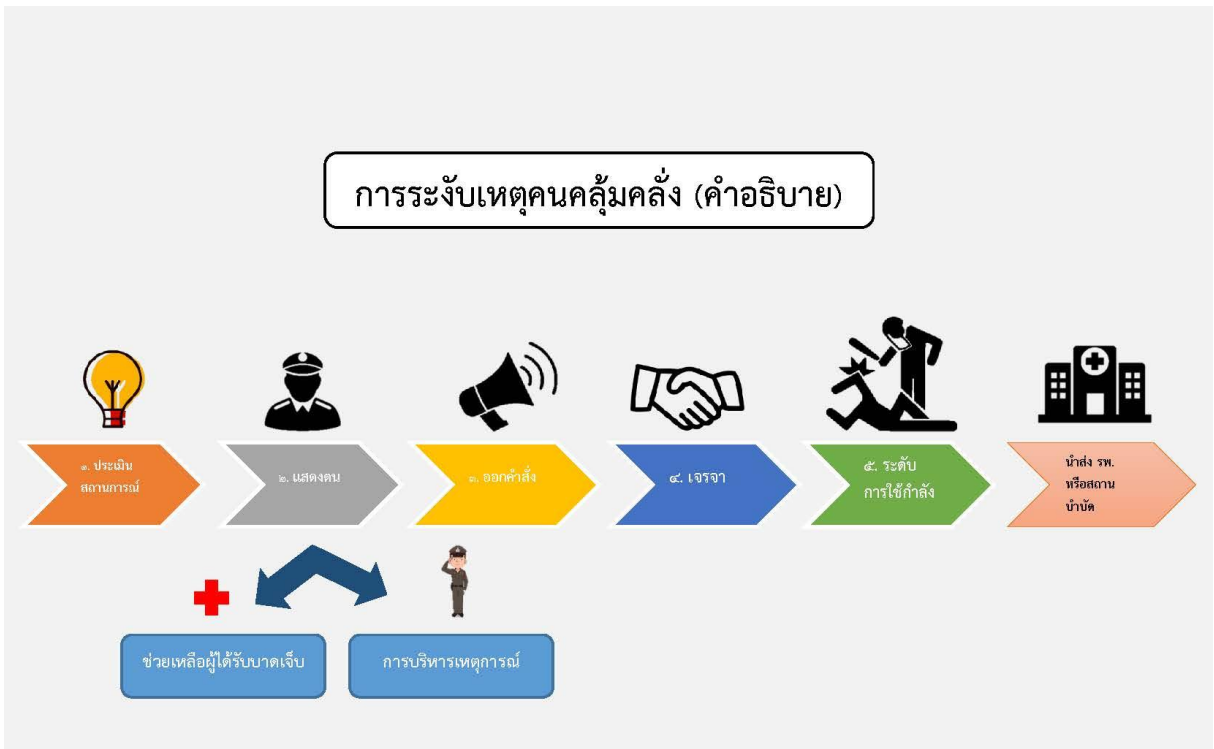 การระงับเหตุคนคลุ้มคลั่ง (คำอธิบาย)
๑. ประเมิน
สถานการณ์
๒. แสดงตน
๓. ออกคำสั่ง
๔. เจรจา
๕. ระดับ
การใช้กำลัง
นำส่ง รพ.
หรือสถาน
บำบัด
ช่วยเหลือผู้ได้รับบาดเจ็บ
การบริหารเหตุการณ์